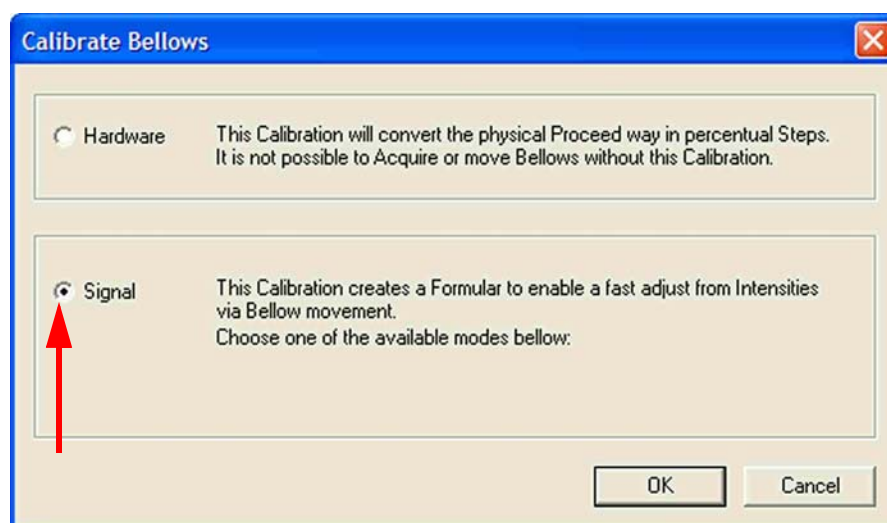 Calibrate Bellows
Hardware
This Calibration will convert the physical Proceed way in percentual Steps.
It is not possible to Acquire or move Bellows without this Calibration.
Signal
This Calibration creates a Formular to enable a fast adjust from Intensities
via Bellow movement.
Choose one of the available modes bellow:
OK
Cancel